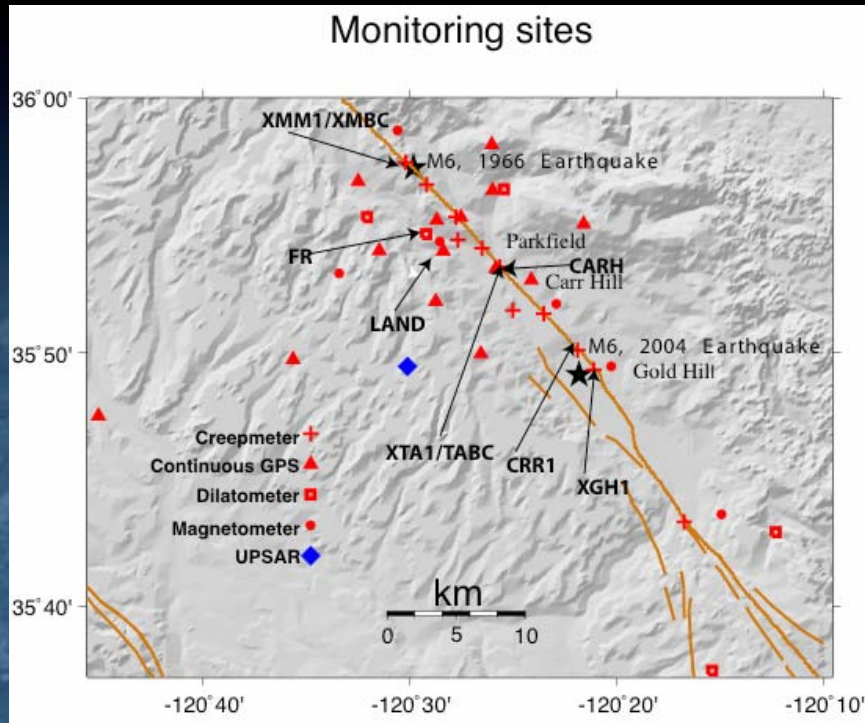 Monitoring sites
36°00'
XMM1/XMBC
M6, 1966 Earthquake
Parkfield
FR
CARH
Carr Hill
LAND
35°50'
M6, 2004 Earthquake
Gold Hill
Creepmeter
XTA1/TABC
CRR1
Continuous GPS
XGH1
Dilatometer
Magnetometer
UPSAR
km
35°40'
0 5 10
-120°40' -120°30' -120°20' -120°10'